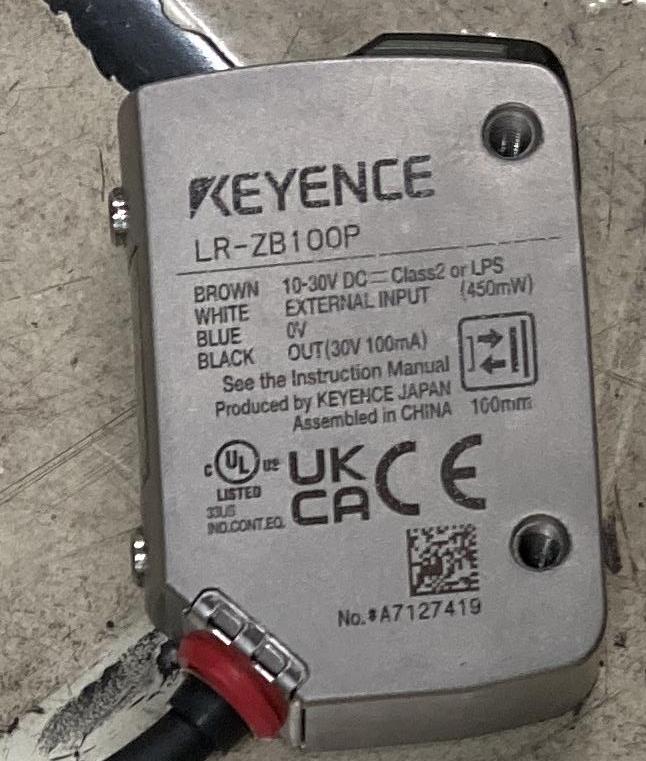 KEYENCE
LR-ZB100P
BROWN 10-30V DC⎓Class2 or LPS
WHITE EXTERNAL INPUT (450mW)
BLUE 0V
BLACK OUT(30V 100mA)
See the Instruction Manual
Produced by KEYENCE JAPAN
Assembled in CHINA 100mm
C UL US
LISTED
33US
IND.CONT.EQ.
UK
CA
CE
No.*A7127419